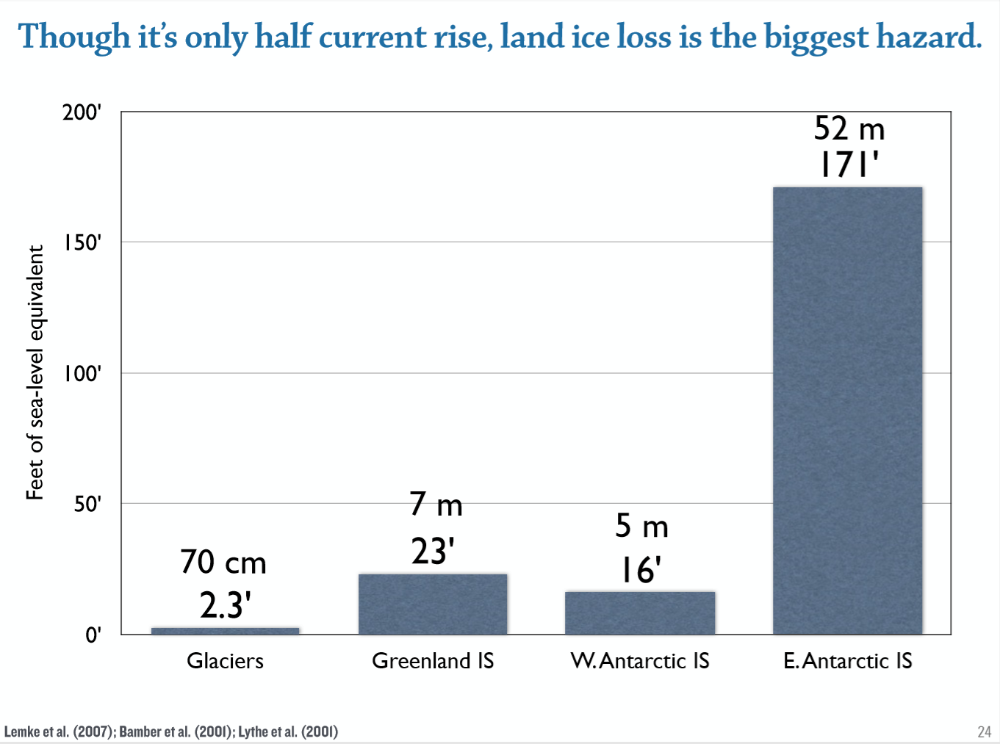 Though it’s only half current rise, land ice loss is the biggest hazard.
Feet of sea-level equivalent
200'
150'
100'
50'
0'
70 cm
2.3'
7 m
23'
5 m
16'
52 m
171'
Glaciers
Greenland IS
W. Antarctic IS
E. Antarctic IS
Lemke et al. (2007); Bamber et al. (2001); Lythe et al. (2001)
24